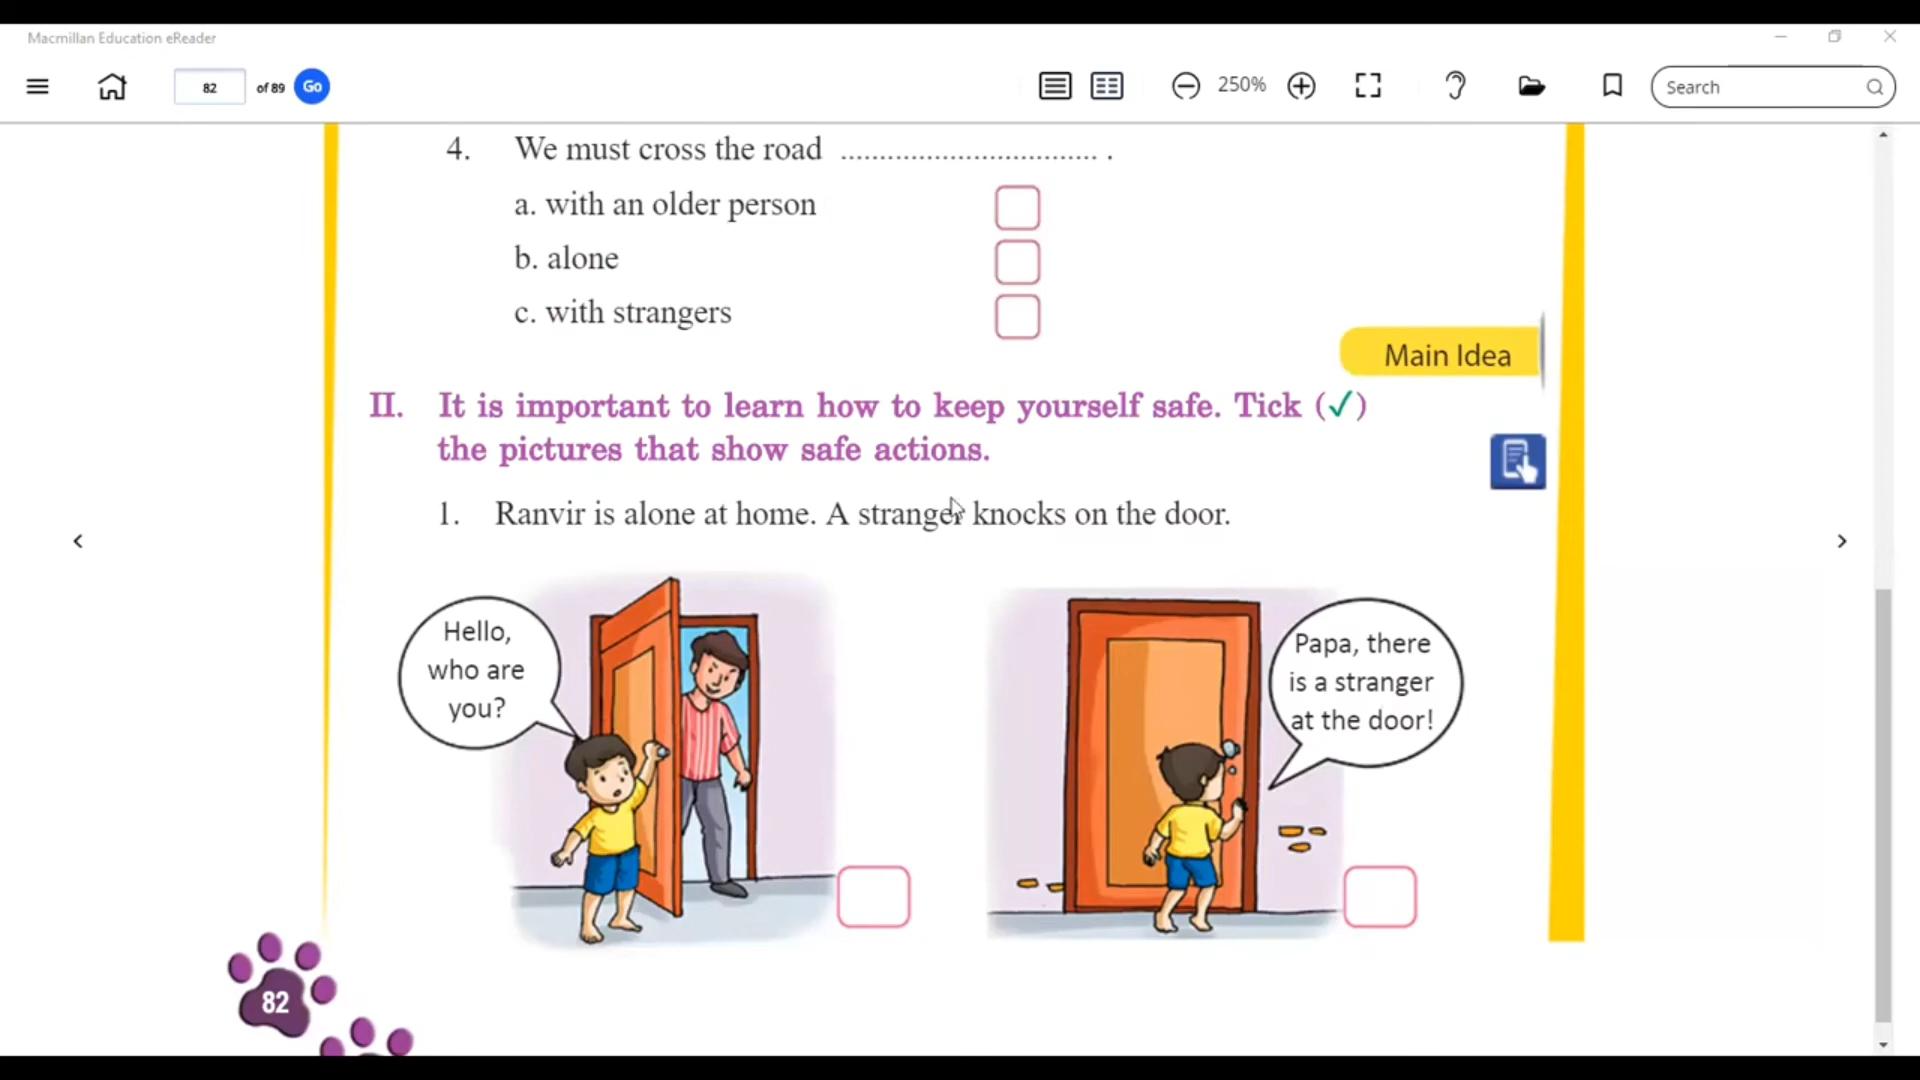 Macmillan Education eReader
82 of 89 Go 250% Search
4. We must cross the road ................................. .
a. with an older person
b. alone
c. with strangers
Main Idea
II. It is important to learn how to keep yourself safe. Tick (✓)
the pictures that show safe actions.
1. Ranvir is alone at home. A stranger knocks on the door.
Hello,
who are
you?
Papa, there
is a stranger
at the door!
82